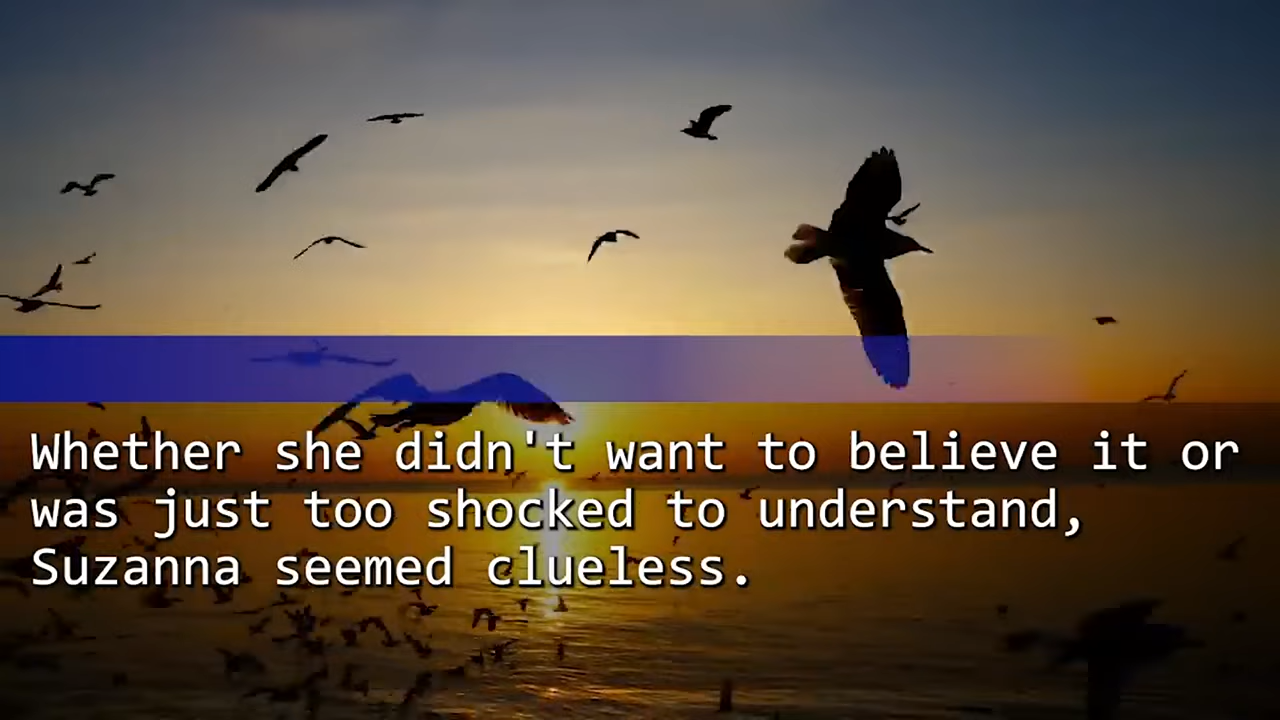 Whether she didn't want to believe it or
was just too shocked to understand,
Suzanna seemed clueless.